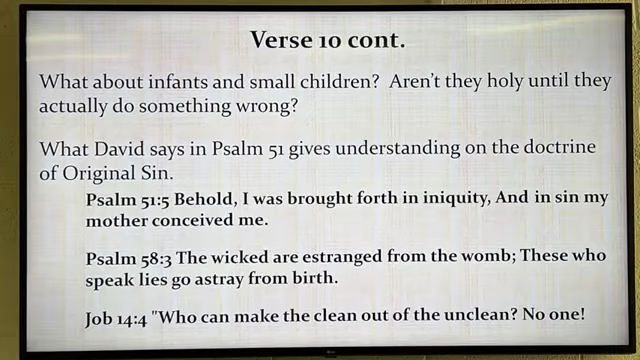 Verse 10 cont.
What about infants and small children? Aren't they holy until they
actually do something wrong?
What David says in Psalm 51 gives understanding on the doctrine
of Original Sin.
Psalm 51:5 Behold, I was brought forth in iniquity, And in sin my
mother conceived me.
Psalm 58:3 The wicked are estranged from the womb; These who
speak lies go astray from birth.
Job 14:4 "Who can make the clean out of the unclean? No one!